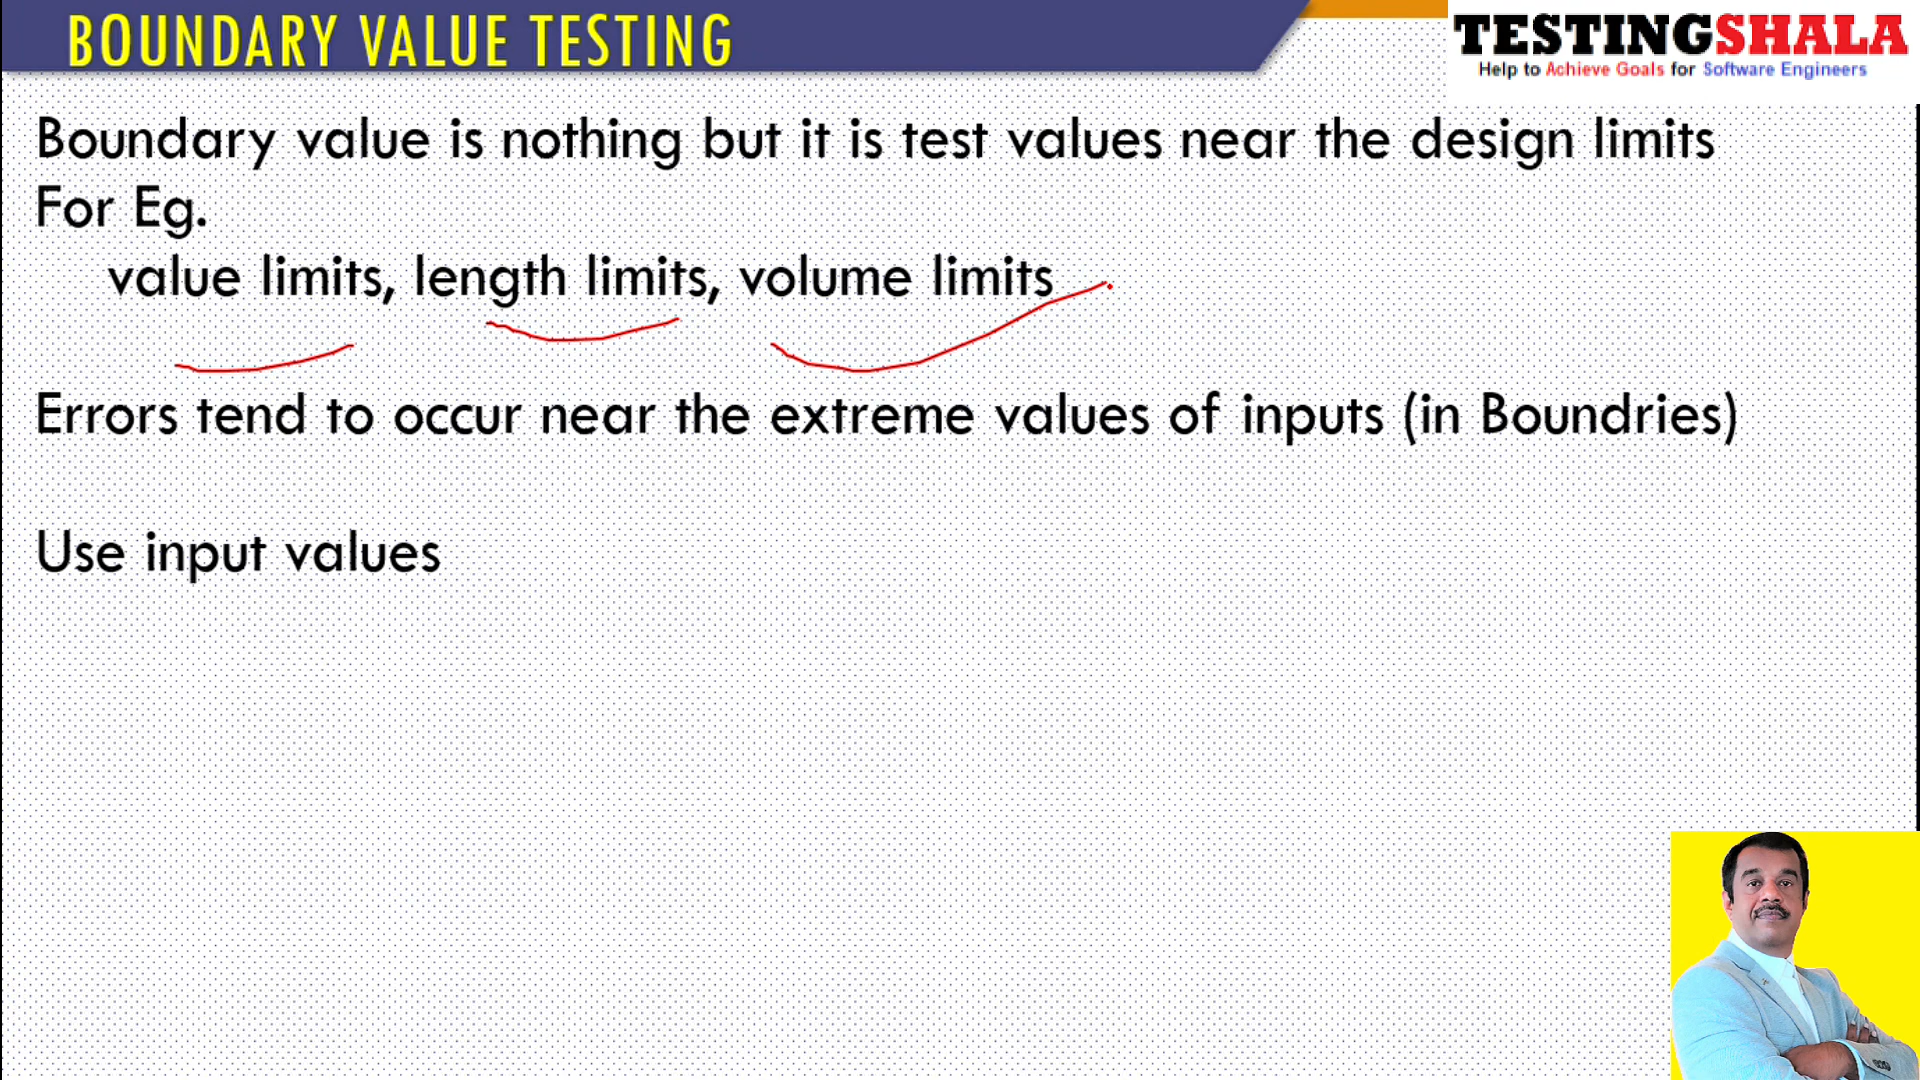 BOUNDARY VALUE TESTING
TESTINGSHALA
Help to Achieve Goals for Software Engineers
Boundary value is nothing but it is test values near the design limits
For Eg.
value limits, length limits, volume limits
Errors tend to occur near the extreme values of inputs (in Boundries)
Use input values